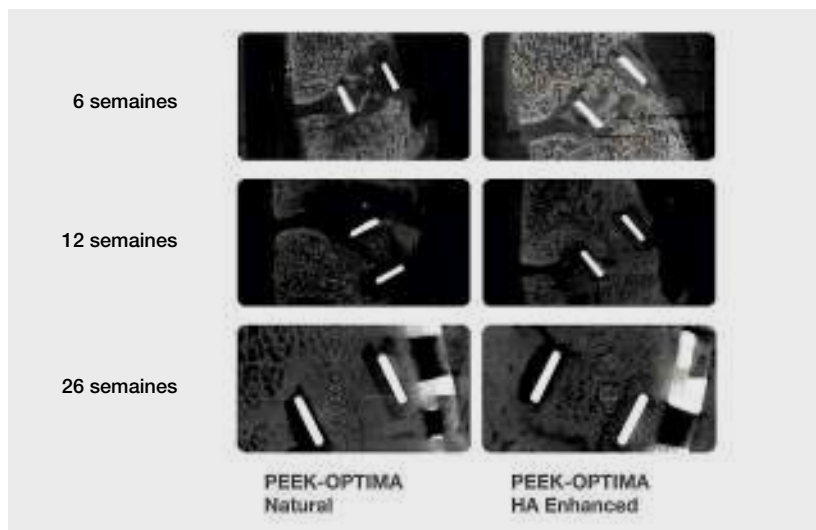 6 semaines
12 semaines
26 semaines
PEEK-OPTIMA
Natural
PEEK-OPTIMA
HA Enhanced